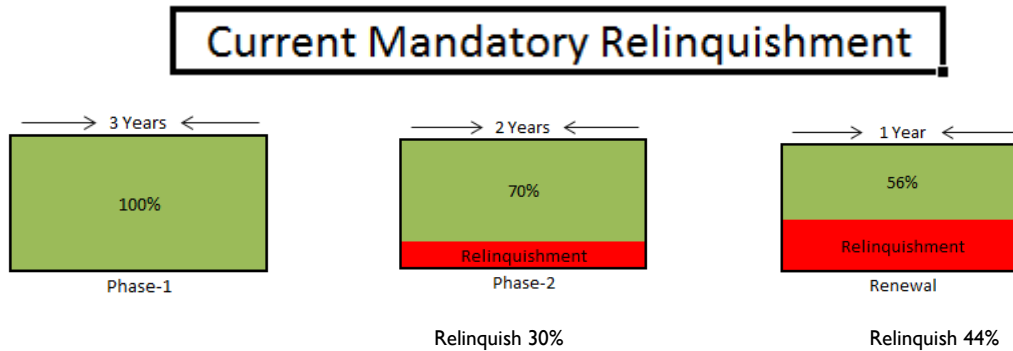 Current Mandatory Relinquishment
3 Years
2 Years
1 Year
100%
70%
56%
Relinquishment
Relinquishment
Phase-1
Phase-2
Renewal
Relinquish 30%
Relinquish 44%